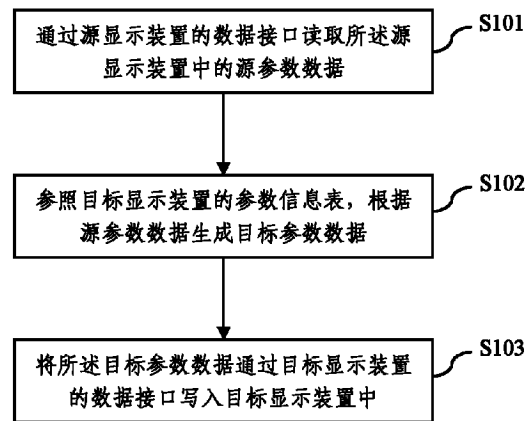 通过源显示装置的数据接口读取所述源
显示装置中的源参数数据
S101
参照目标显示装置的参数信息表，根据
源参数数据生成目标参数数据
S102
将所述目标参数数据通过目标显示装置
的数据接口写入目标显示装置中
S103